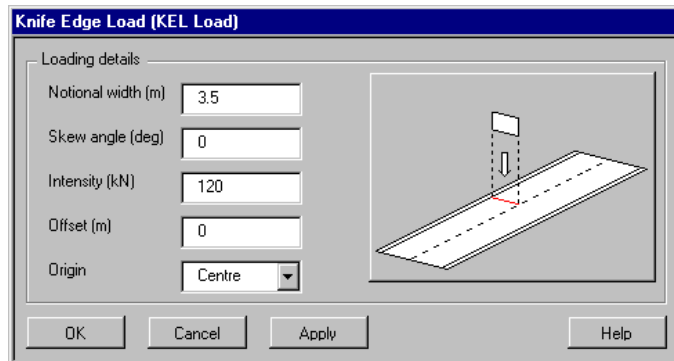 Knife Edge Load (KEL Load)
Loading details
Notional width (m) 3.5
Skew angle (deg) 0
Intensity (kN) 120
Offset (m) 0
Origin Centre
OK Cancel Apply Help